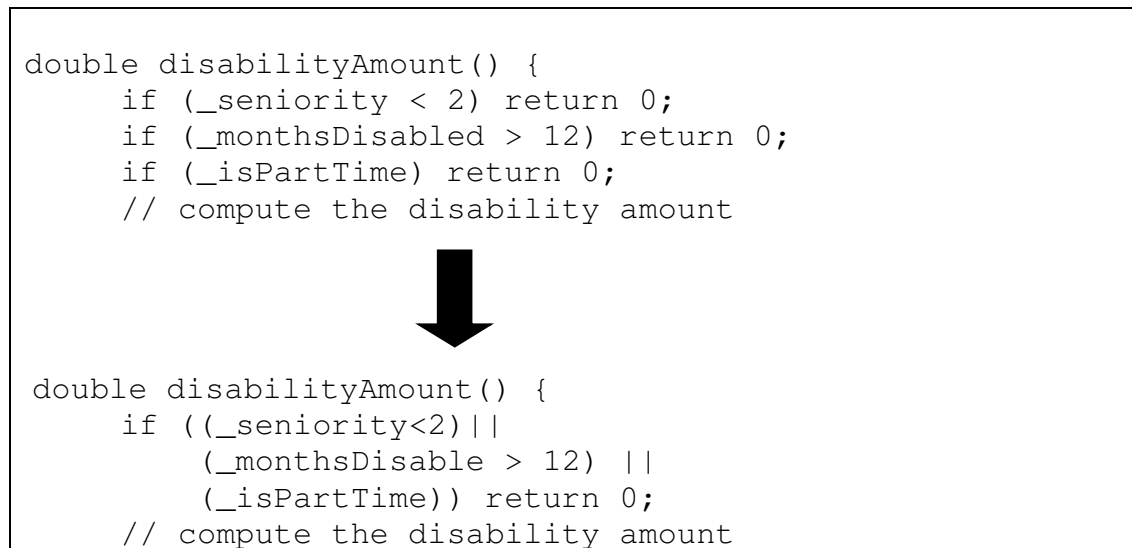 double disabilityAmount() {
if (_seniority < 2) return 0;
if (_monthsDisabled > 12) return 0;
if (_isPartTime) return 0;
// compute the disability amount
double disabilityAmount() {
if ((_seniority<2)||
(_monthsDisable > 12) ||
(_isPartTime)) return 0;
// compute the disability amount